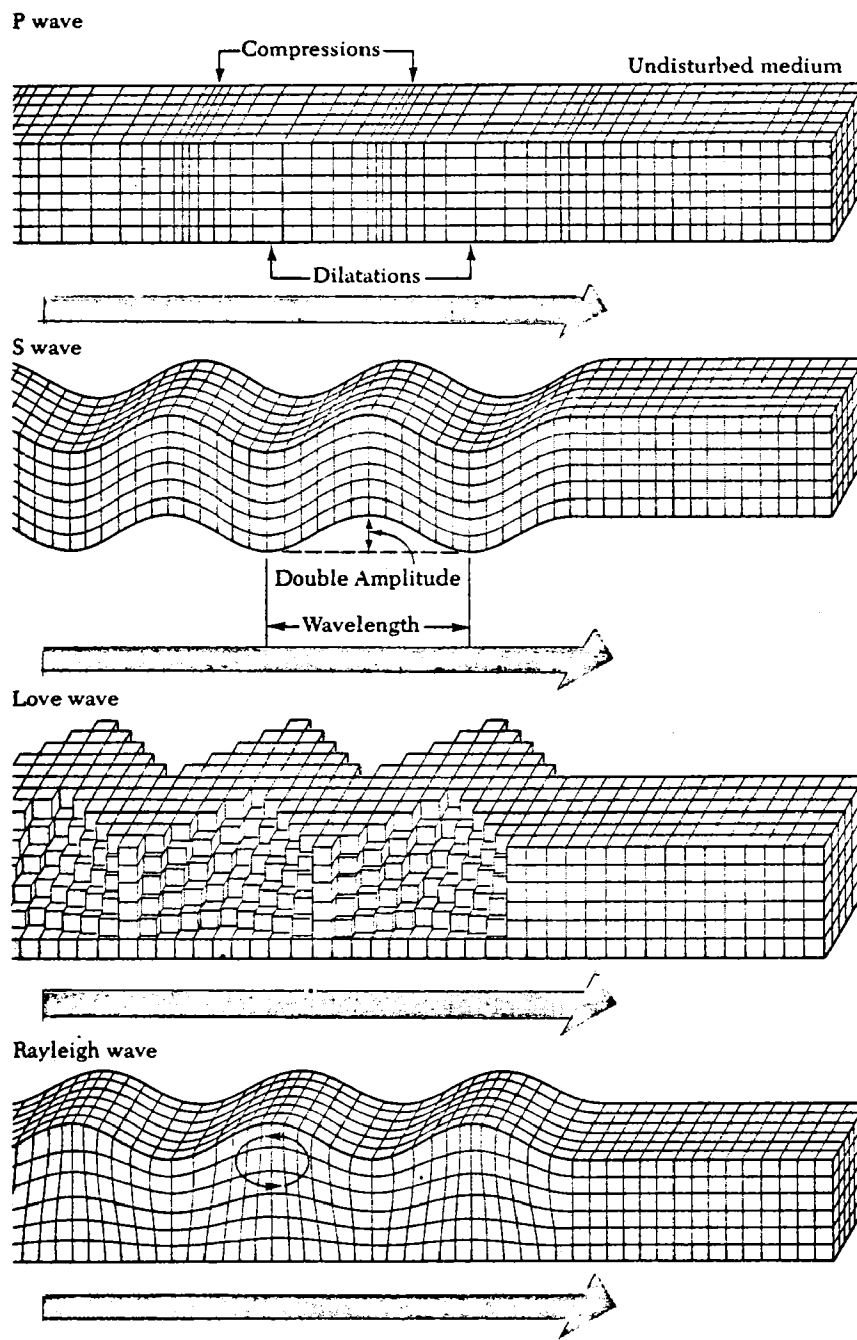 P wave
Compressions
Undisturbed medium
Dilatations
S wave
Double Amplitude
Wavelength
Love wave
Rayleigh wave